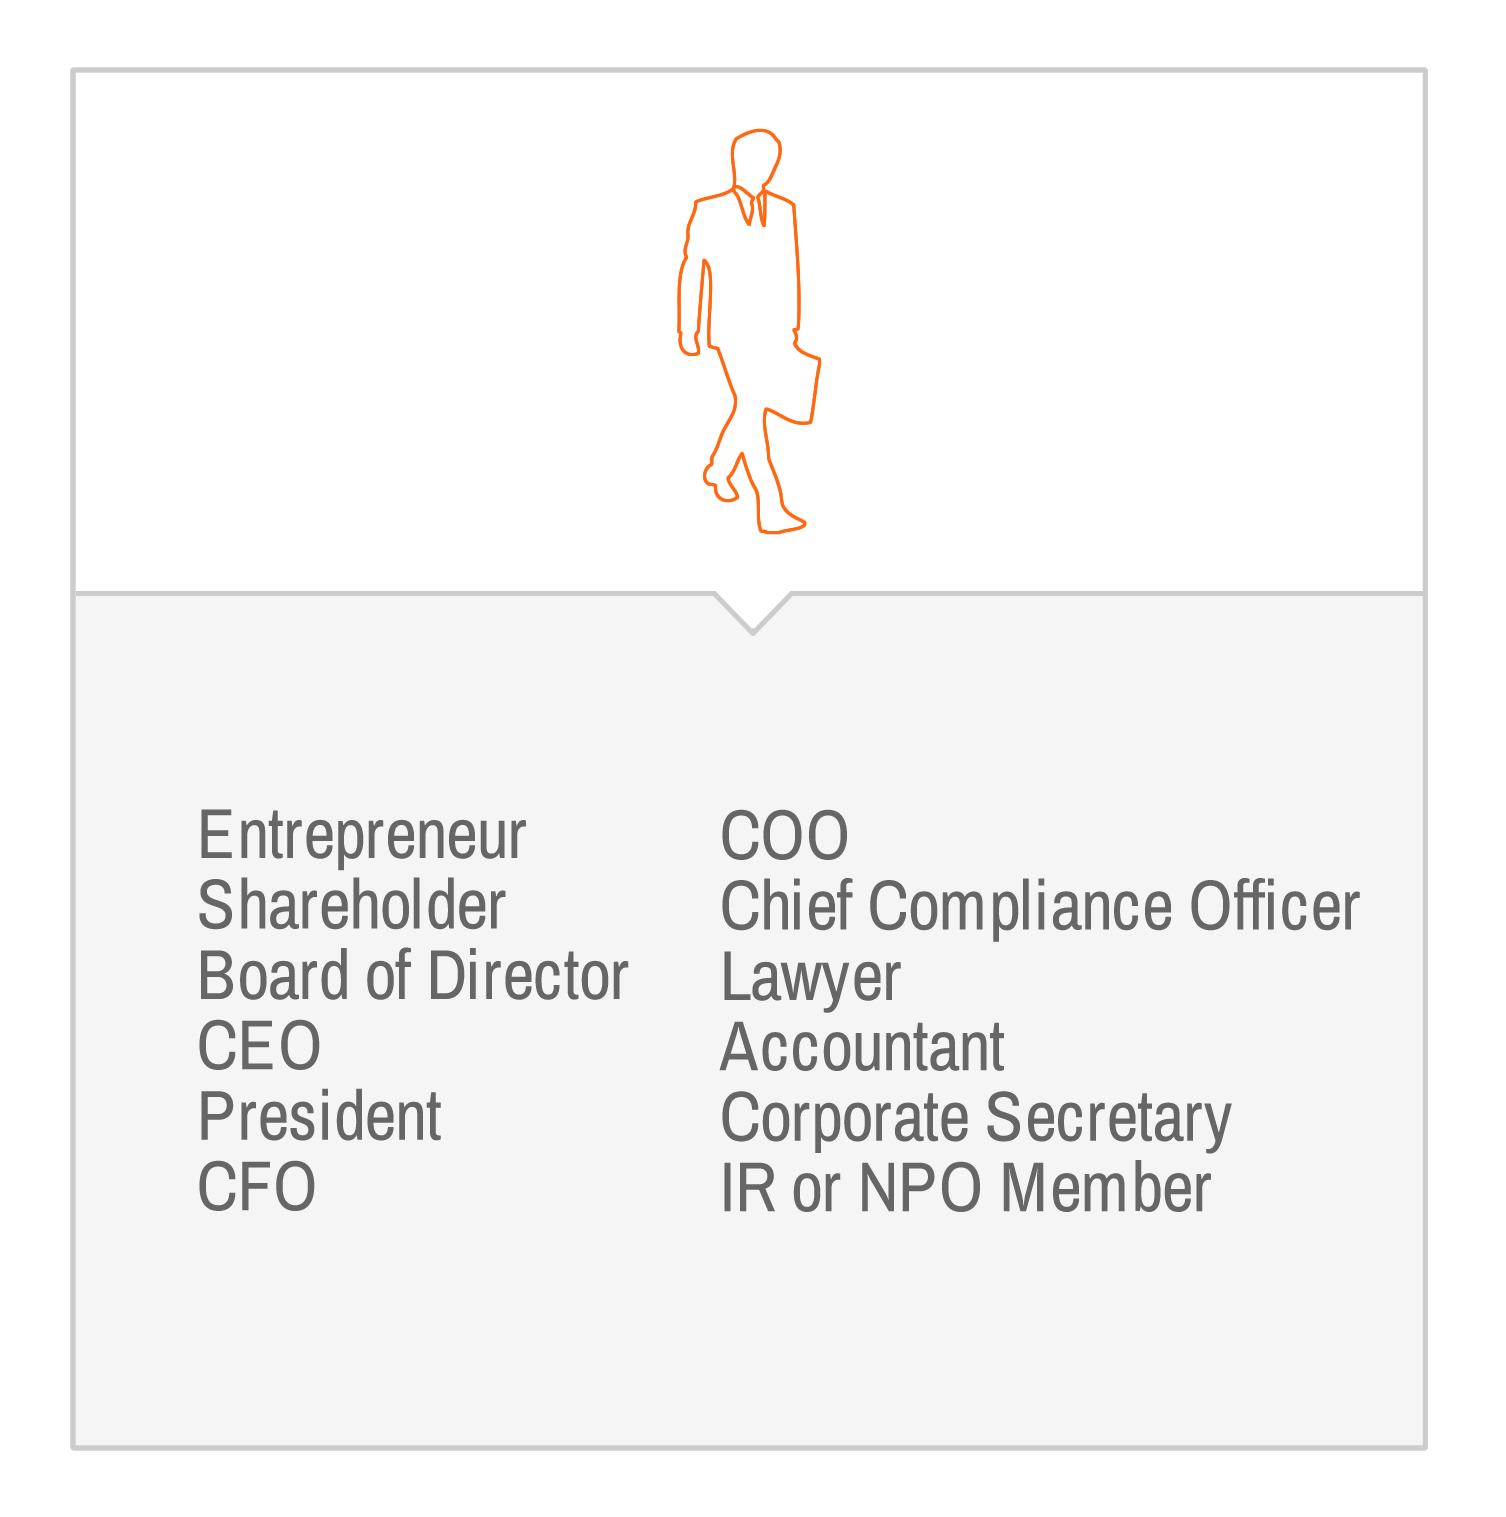 Entrepreneur
Shareholder
Board of Director
CEO
President
CFO
COO
Chief Compliance Officer
Lawyer
Accountant
Corporate Secretary
IR or NPO Member